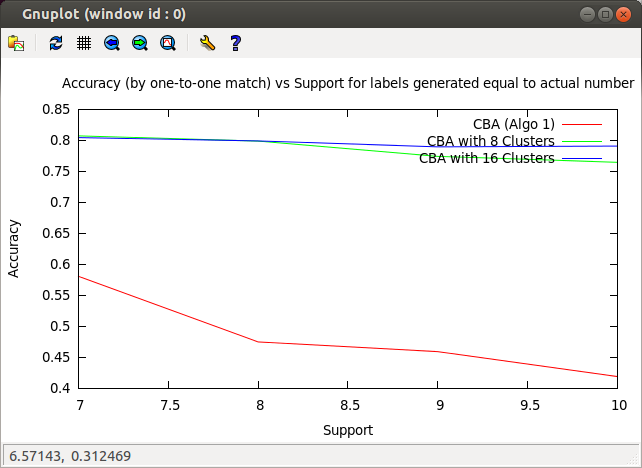 Gnuplot (window id : 0)
?
Accuracy (by one-to-one match) vs Support for labels generated equal to actual number
0.85
0.8
0.75
0.7
0.65
0.6
0.55
0.5
0.45
0.4
Accuracy
CBA (Algo 1)
CBA with 8 Clusters
CBA with 16 Clusters
7
7.5
8
8.5
9
9.5
10
Support
6.57143, 0.312469